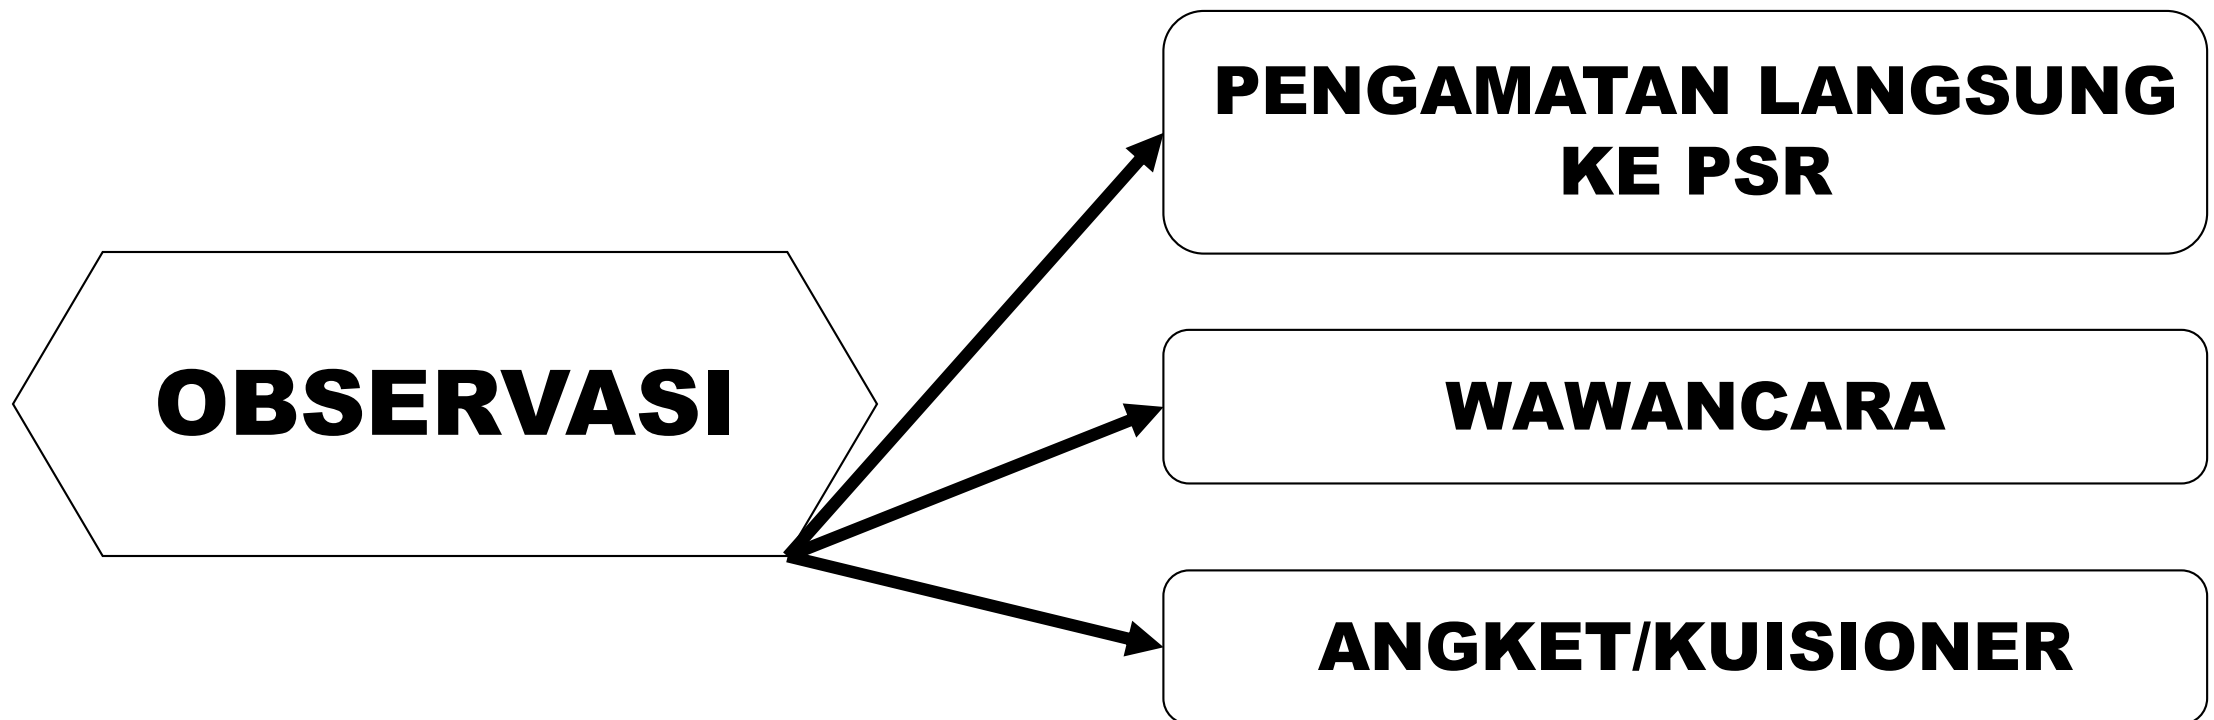 PENGAMATAN LANGSUNG
KE PSR
OBSERVASI
WAWANCARA
ANGKET/KUISIONER